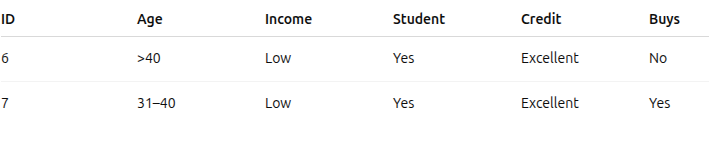 ID Age Income Student Credit Buys
6 >40 Low Yes Excellent No
7 31–40 Low Yes Excellent Yes